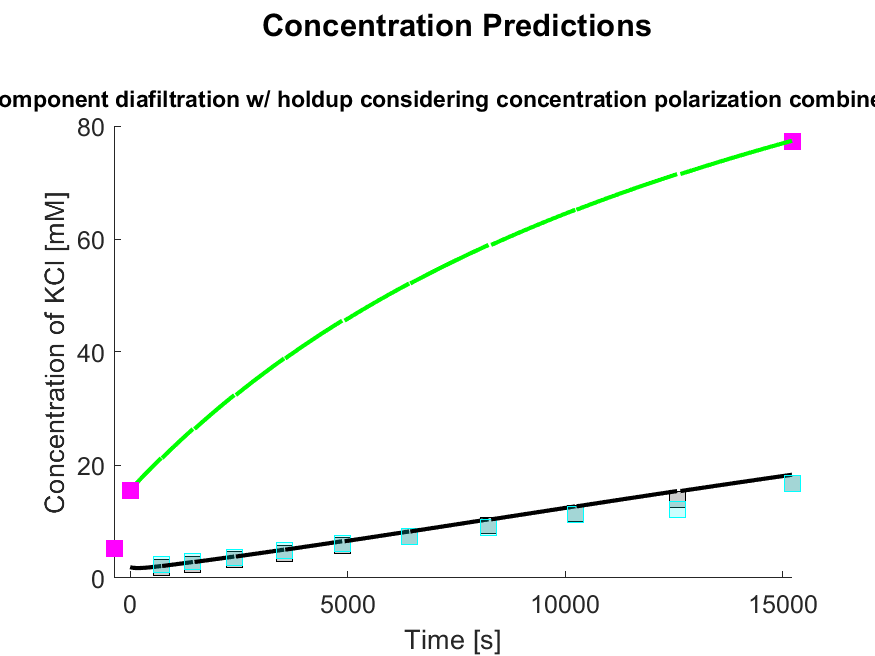 Concentration Predictions
omponent diafiltration w/ holdup considering concentration polarization combine
80
60
40
20
0
Concentration of KCl [mM]
0 5000 10000 15000
Time [s]